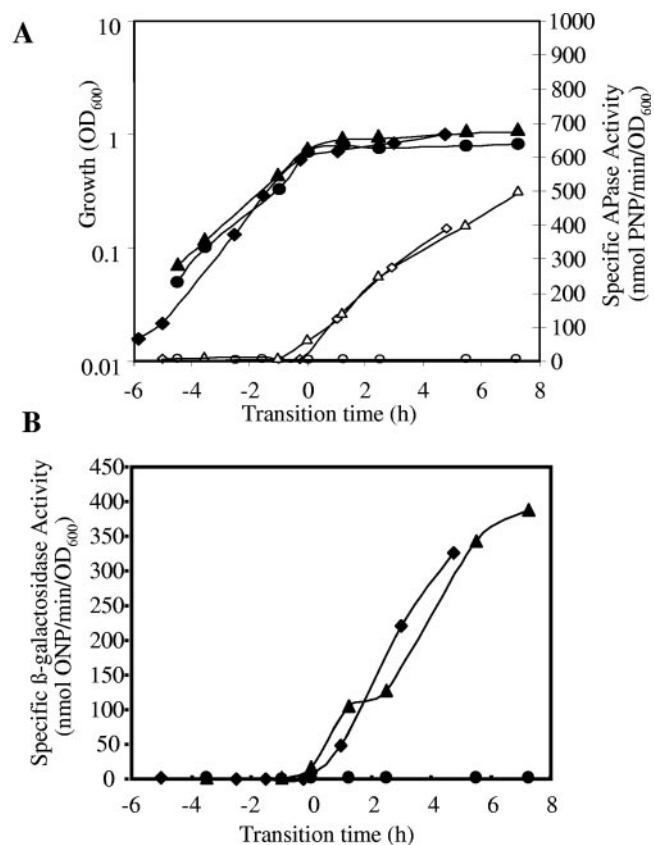 A
Growth (OD600)
10
1
0.1
0.01
1000
900
800
700
600
500
400
300
200
100
0
Specific APase Activity
(nmol PNP/min/OD600)
-6 -4 -2 0 2 4 6 8
Transition time (h)
B
Specific ß-galactosidase Activity
(nmol ONP/min/OD600)
450
400
350
300
250
200
150
100
50
0
-6 -4 -2 0 2 4 6 8
Transition time (h)